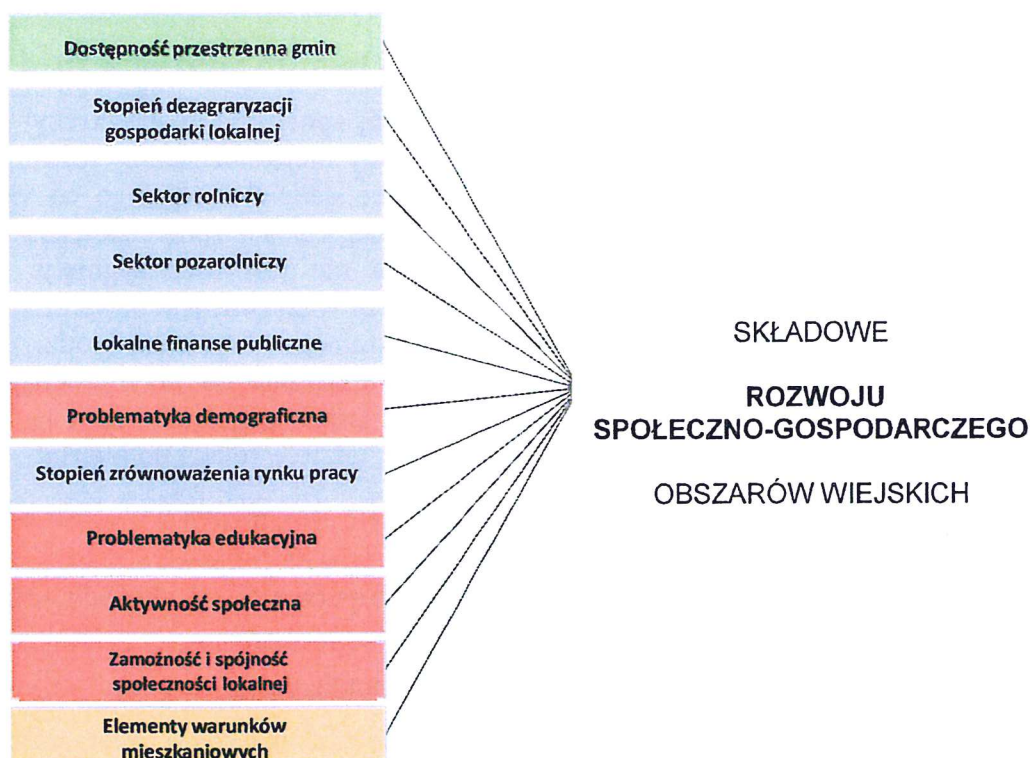 Dostępność przestrzenna gmin
Stopień dezagraryzacji
gospodarki lokalnej
Sektor rolniczy
Sektor pozarolniczy
Lokalne finanse publiczne
Problematyka demograficzna
Stopień zrównoważenia rynku pracy
Problematyka edukacyjna
Aktywność społeczna
Zamożność i spójność
społeczności lokalnej
Elementy warunków
mieszkaniowych
SKŁADOWE
ROZWOJU
SPOŁECZNO-GOSPODARCZEGO
OBSZARÓW WIEJSKICH